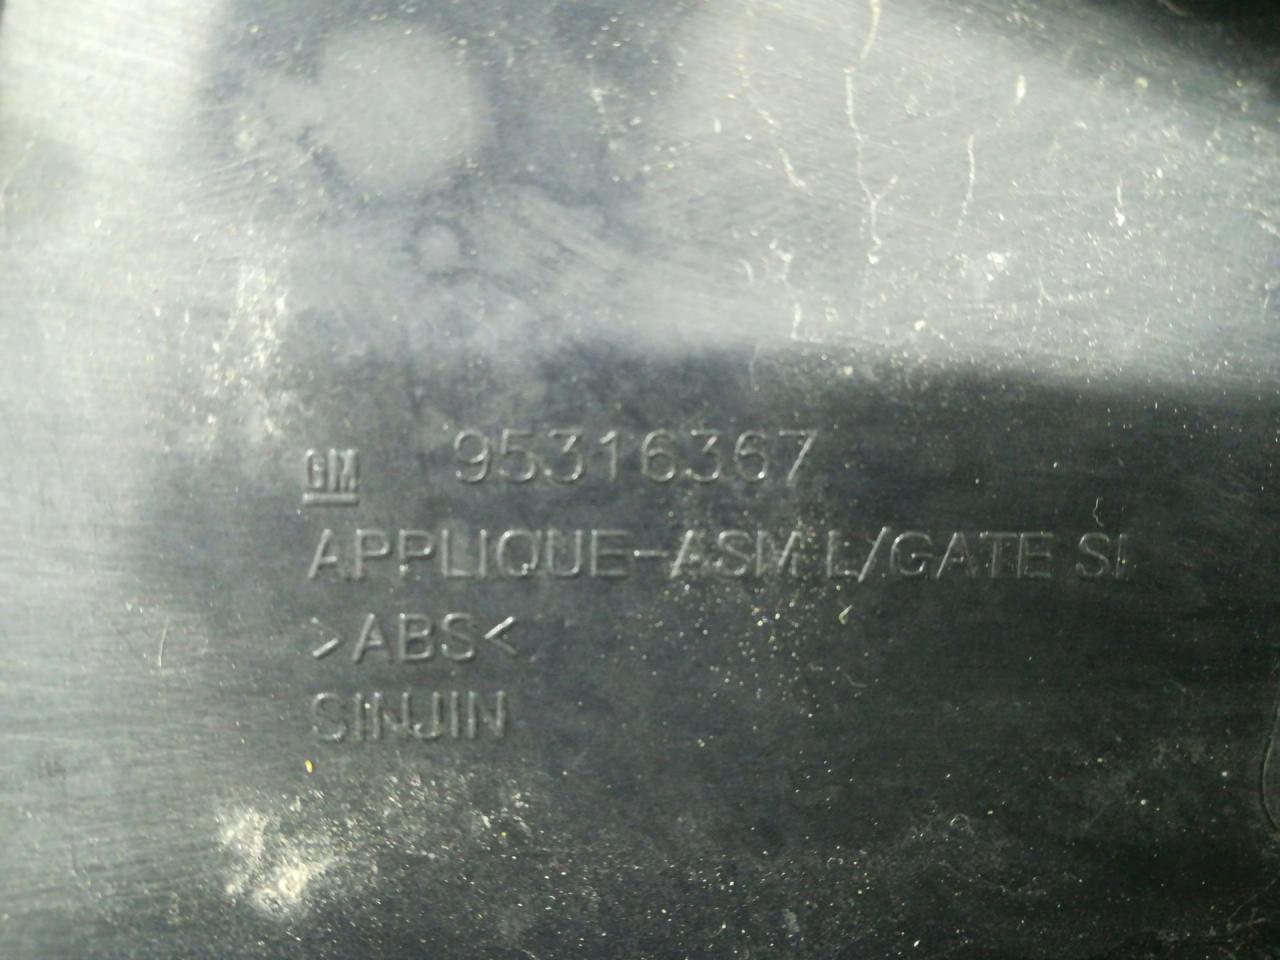 GM 95316367
APPLIQUE-ASM L/GATE SI
>ABS<
SINJIN